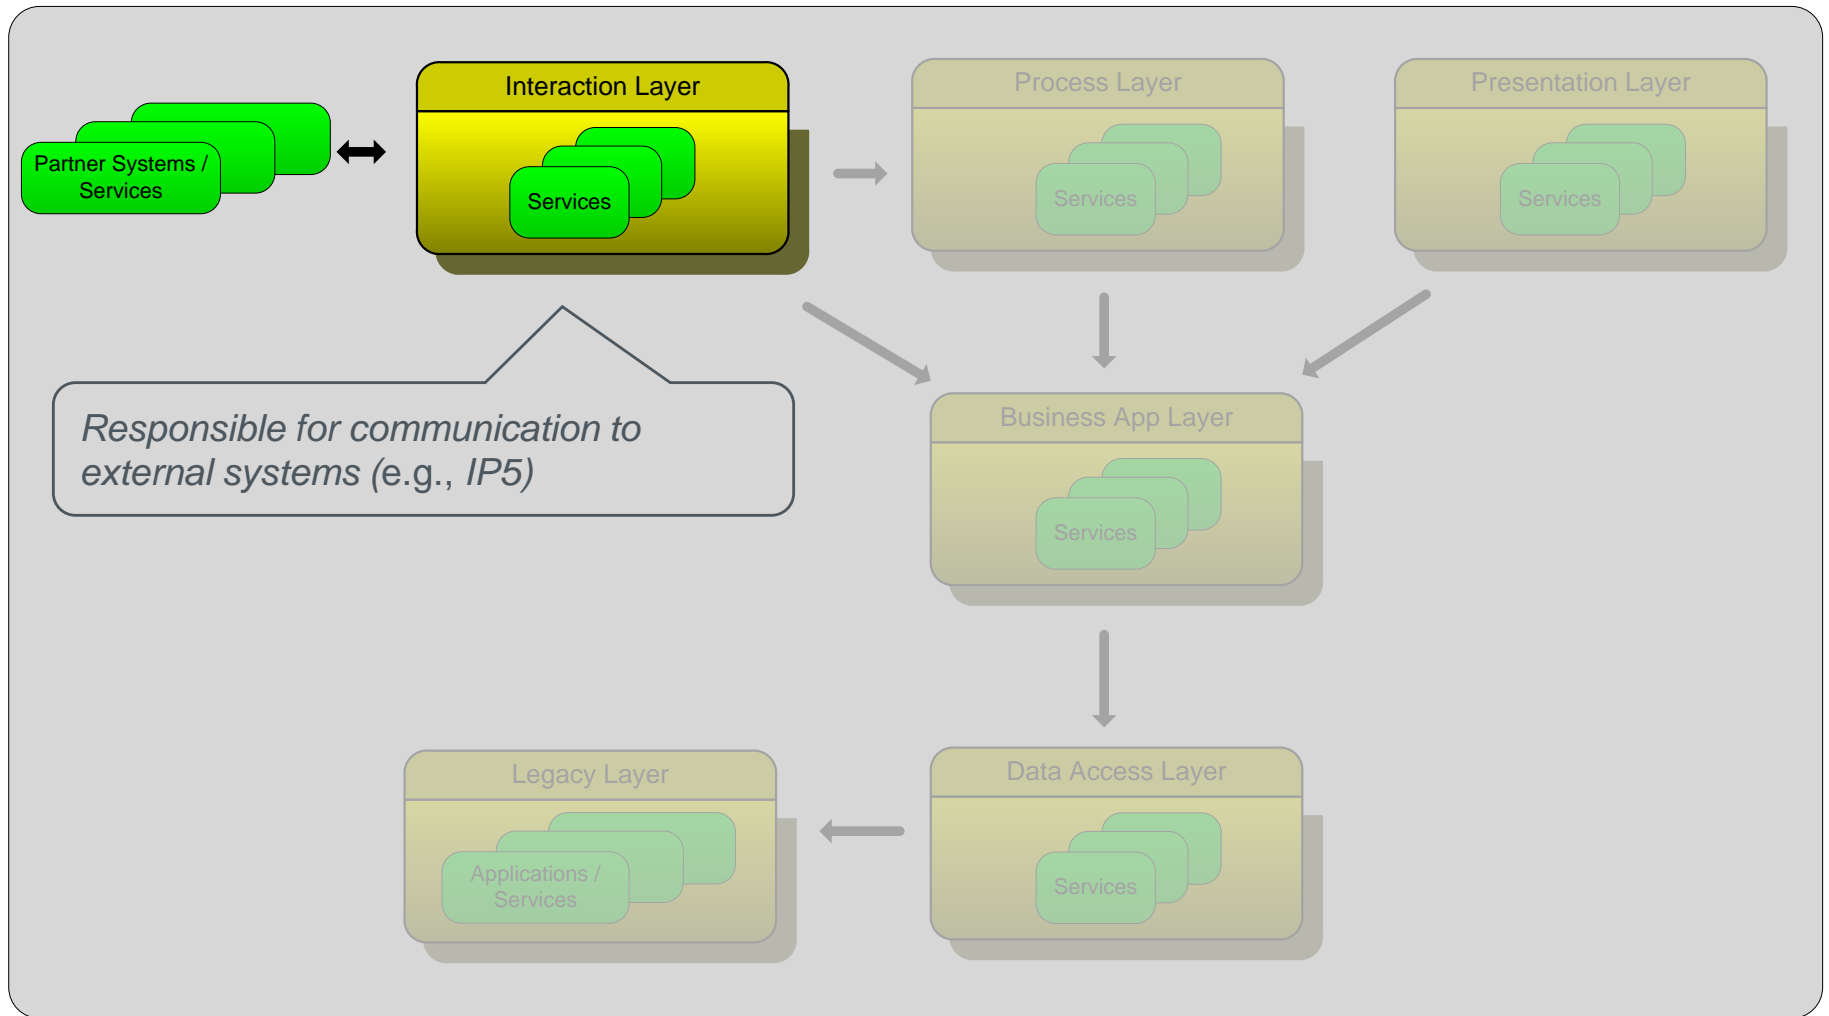 Interaction Layer
Process Layer
Presentation Layer
Partner Systems /
Services
Services
Services
Services
Responsible for communication to
external systems (e.g., IP5)
Business App Layer
Services
Legacy Layer
Applications /
Services
Data Access Layer
Services